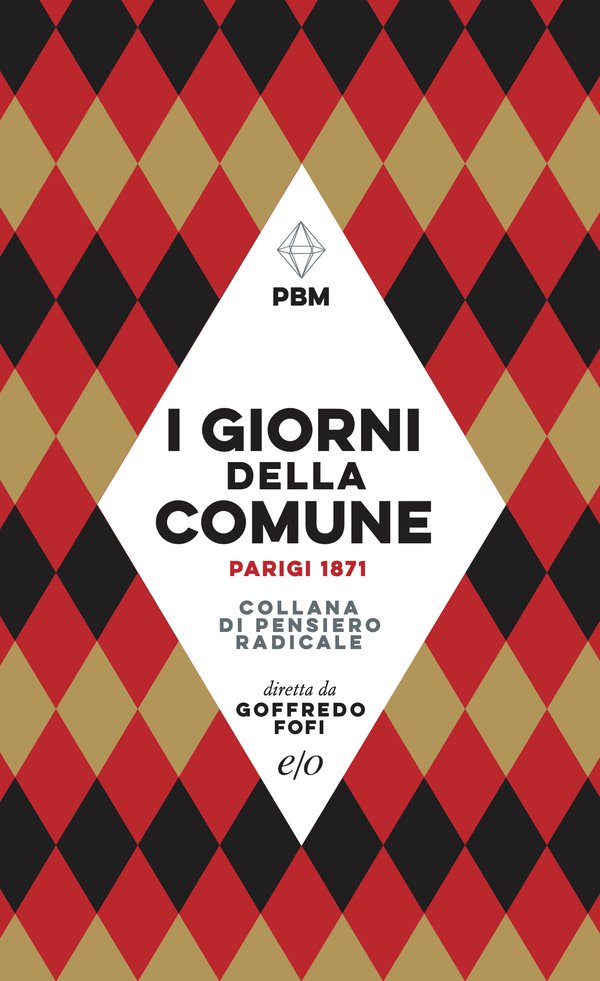 PBM
I GIORNI
DELLA
COMUNE
PARIGI 1871
COLLANA
DI PENSIERO
RADICALE
diretta da
GOFFREDO
FOFI
e/o